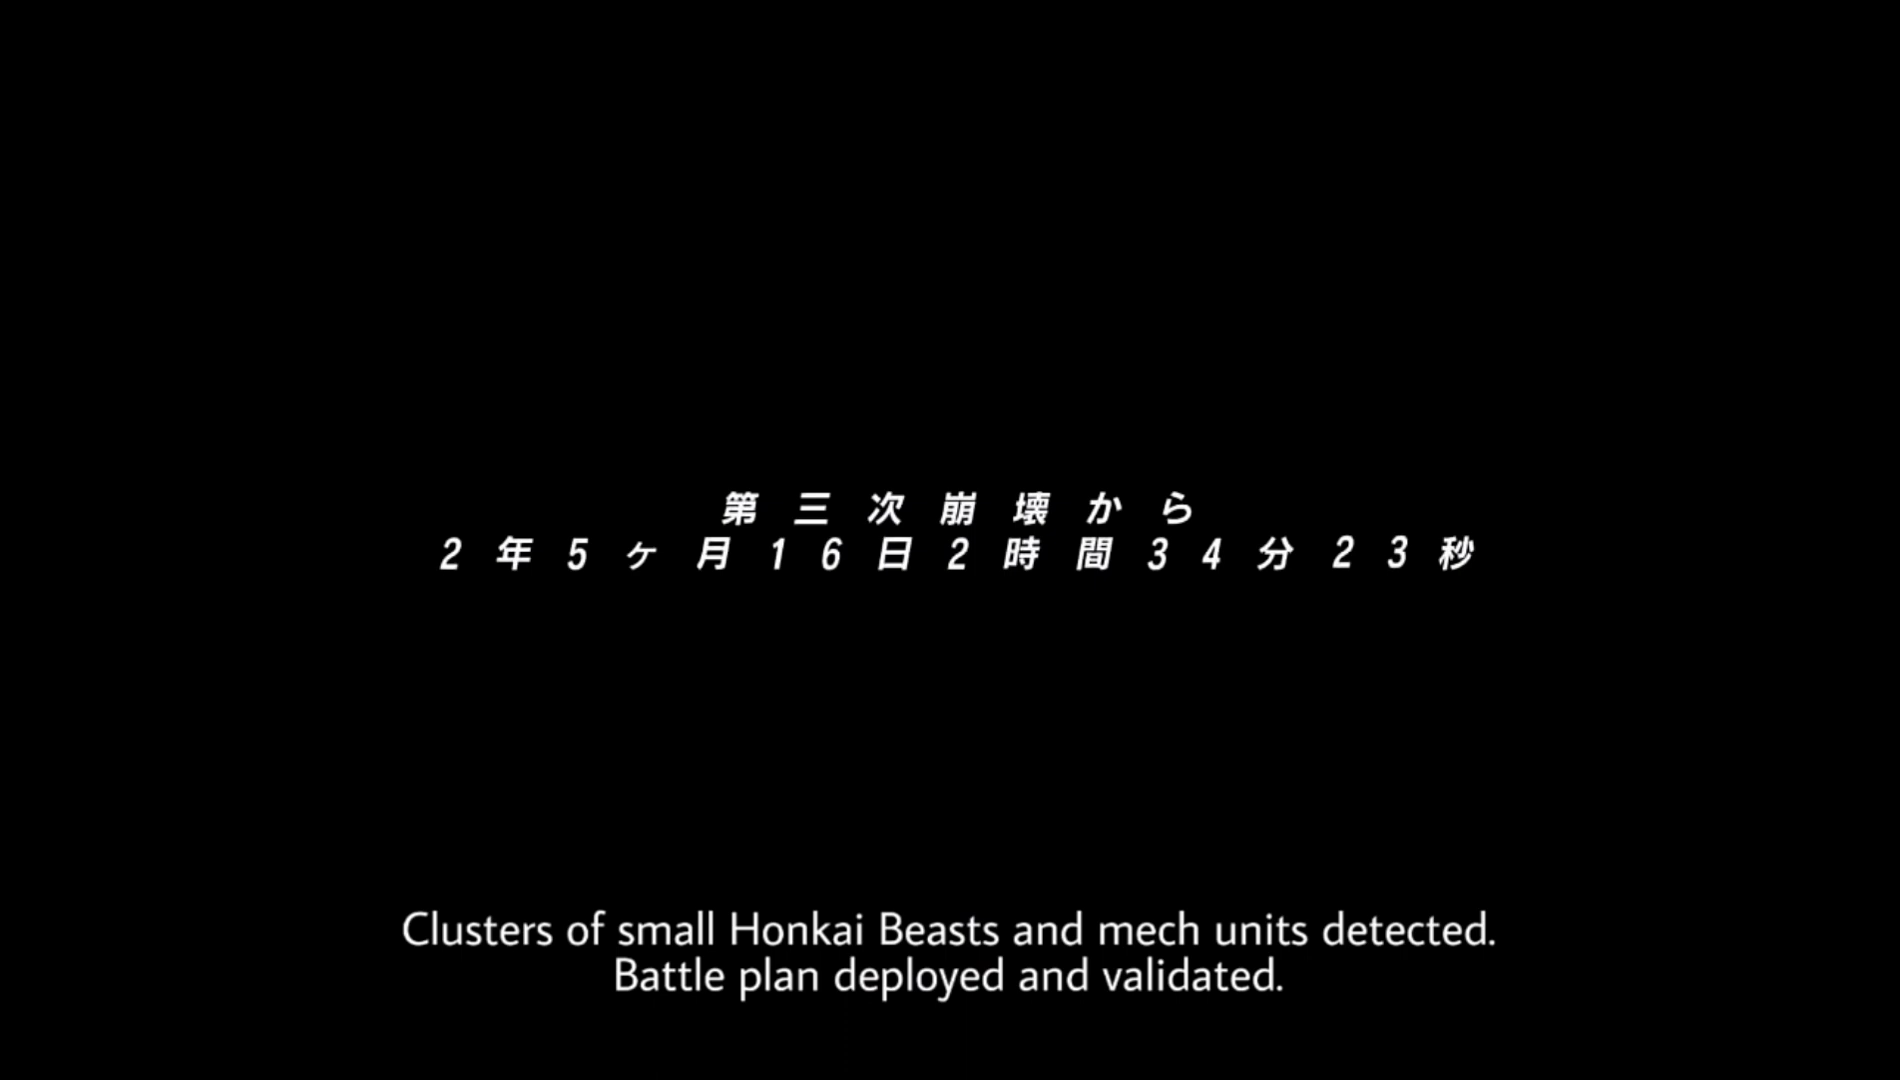 第三次崩壊から
2年5ヶ月16日2時間34分23秒
Clusters of small Honkai Beasts and mech units detected.
Battle plan deployed and validated.